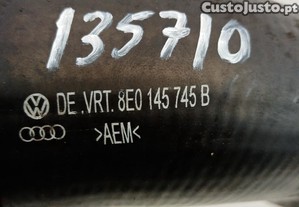 CustoJusto.pt
135710
DE .VRT. 8E0 145 745 B
>AEM<